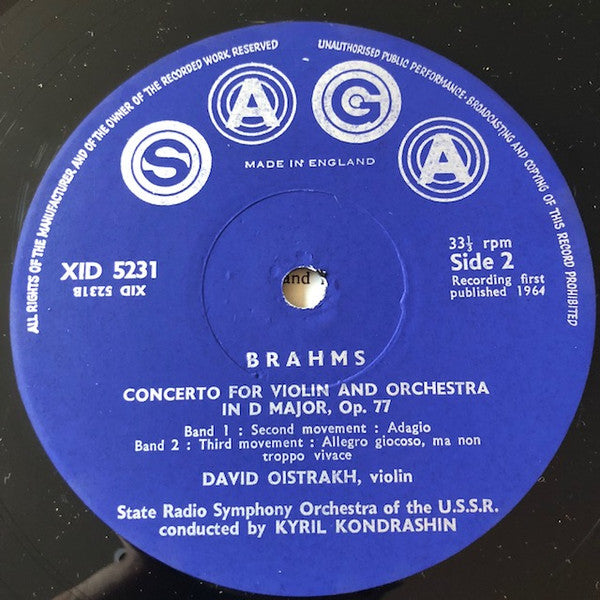 ALL RIGHTS OF THE MANUFACTURER AND OF THE OWNER OF THE RECORDED WORK RESERVED
UNAUTHORISED PUBLIC PERFORMANCE, BROADCASTING AND COPYING OF THIS RECORD PROHIBITED
SAGA
MADE IN ENGLAND
XID 5231
XID 5231B
33⅓ rpm
Side 2
Recording first
published 1964
and
BRAHMS
CONCERTO FOR VIOLIN AND ORCHESTRA
IN D MAJOR, Op. 77
Band 1 : Second movement : Adagio
Band 2 : Third movement : Allegro giocoso, ma non
troppo vivace
DAVID OISTRAKH, violin
State Radio Symphony Orchestra of the U.S.S.R.
conducted by KYRIL KONDRASHIN